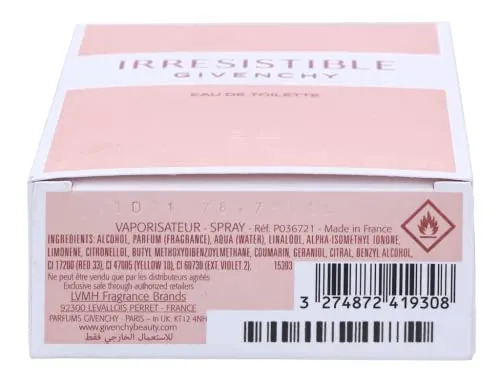 IRRESISTIBLE
GIVENCHY
EAU DE TOILETTE
VAPORISATEUR - SPRAY - Réf. P036721 - Made in France
INGREDIENTS: ALCOHOL, PARFUM (FRAGRANCE), AQUA (WATER), LINALOOL, ALPHA-ISOMETHYL IONONE,
LIMONENE, CITRONELLOL, BUTYL METHOXYDIBENZOYLMETHANE, COUMARIN, GERANIOL, CITRAL, BENZYL ALCOHOL,
CI 17200 (RED 33), CI 47005 (YELLOW 10), CI 60730 (EXT. VIOLET 2). 15303
Ne peut être vendu que par les distributeurs agréés
Exclusive sale through authorized retailers
LVMH Fragrance Brands
92300 LEVALLOIS PERRET - FRANCE
PARFUMS GIVENCHY - PARIS - In UK: KT12 4NH
www.givenchybeauty.com
للاستعمال الخارجي فقط
3 274872 419308